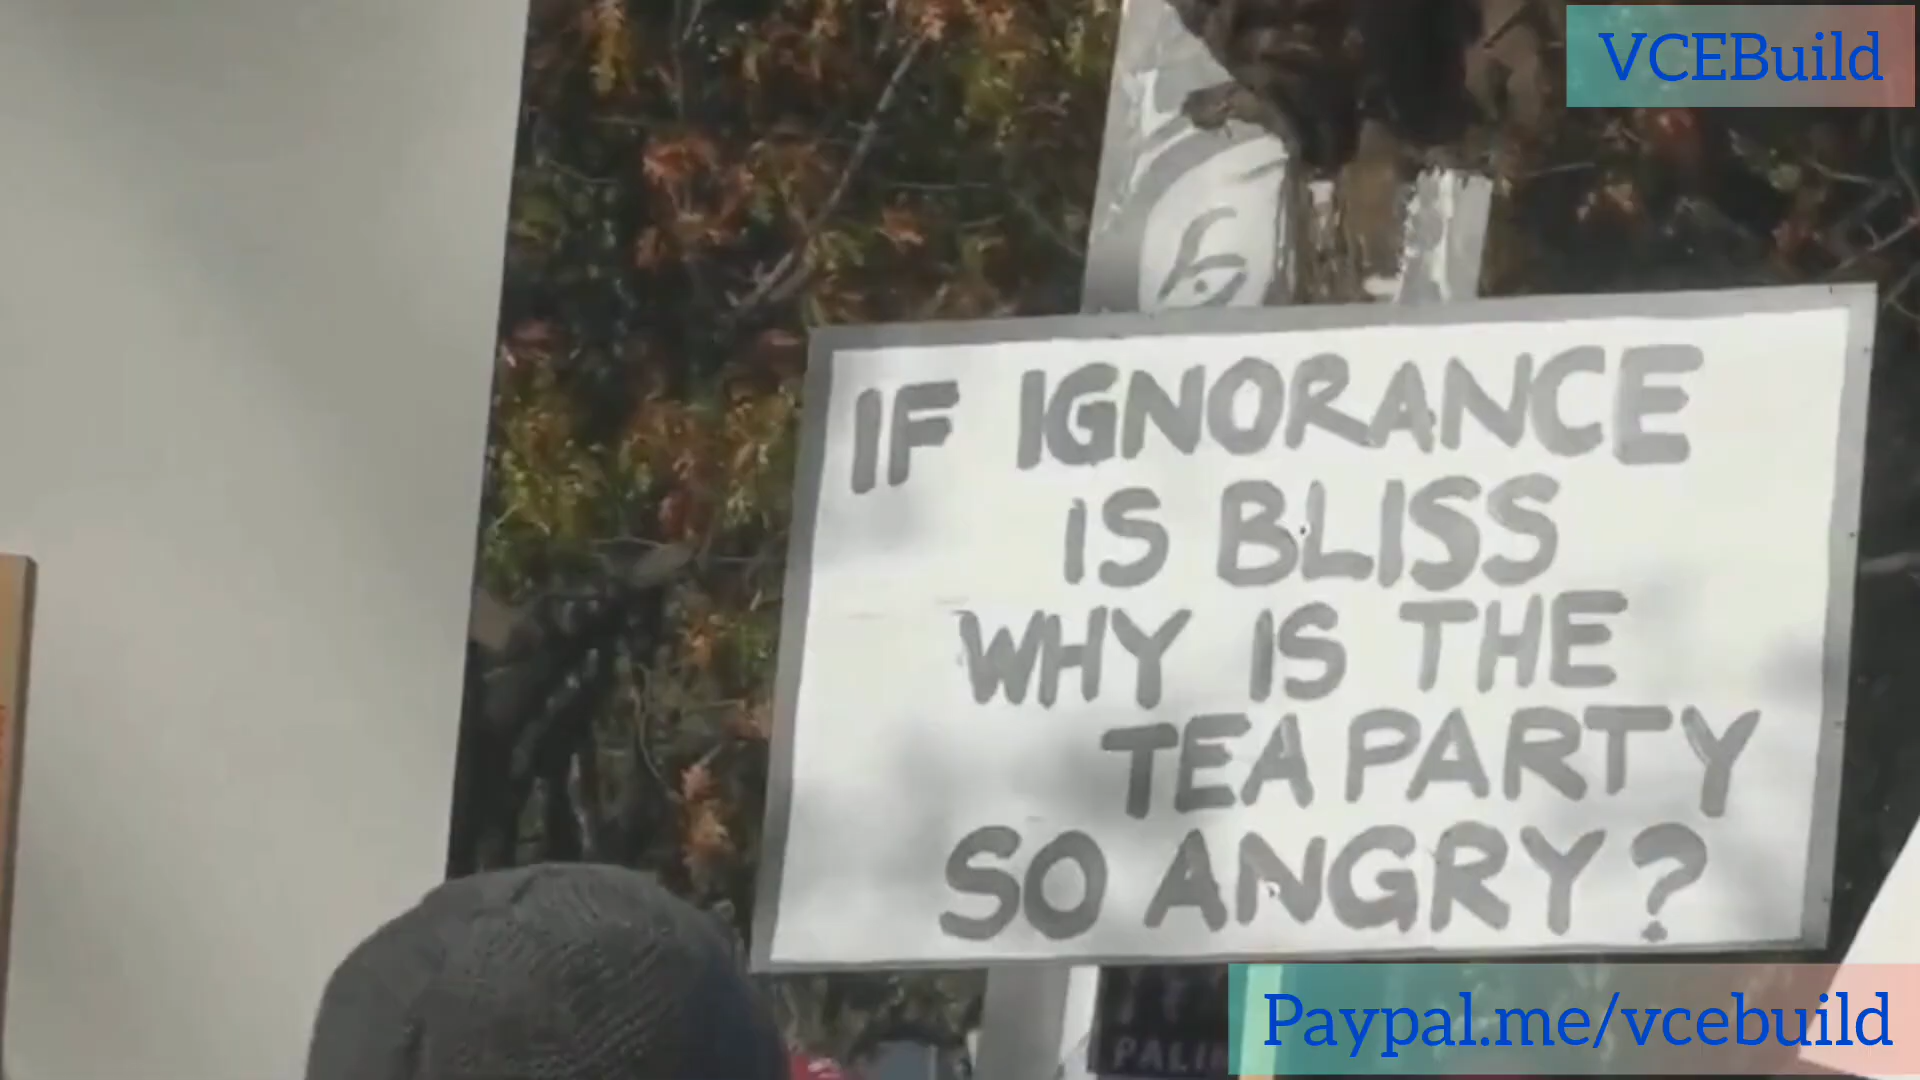 VCEBuild
IF IGNORANCE
IS BLISS
WHY IS THE
TEA PARTY
SO ANGRY?
Paypal.me/vcebuild